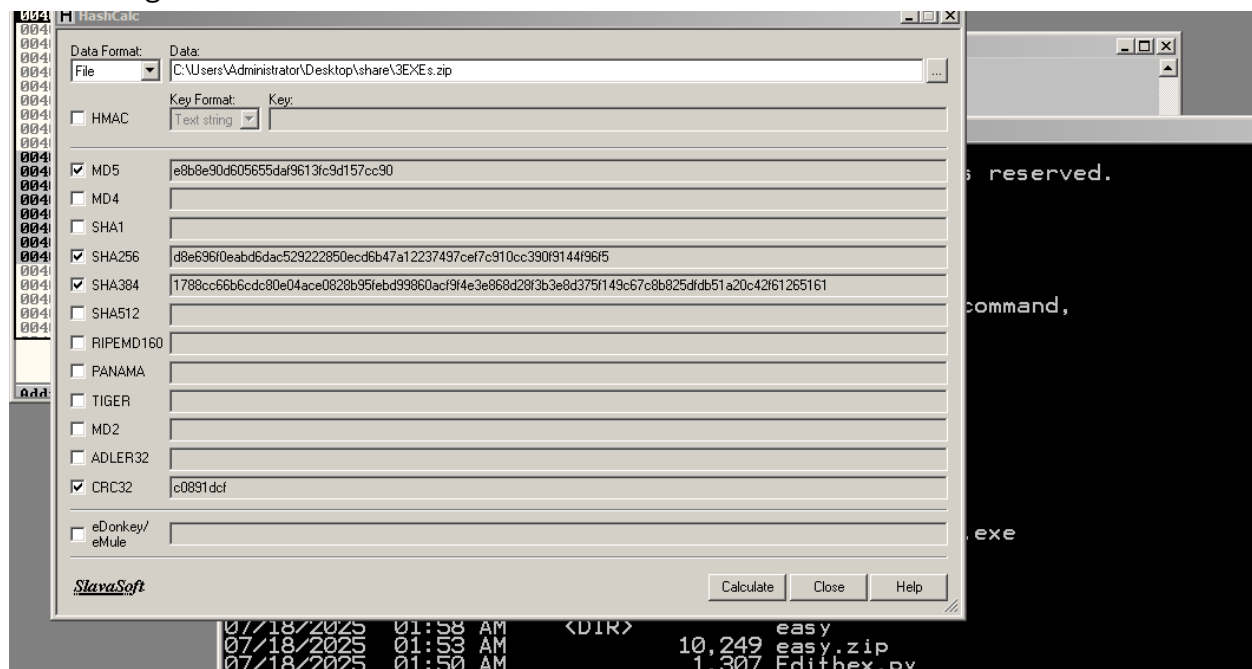 HashCalc
Data Format:
Data:
File
C:\Users\Administrator\Desktop\share\3EXEs.zip
...
Key Format:
Key:
HMAC
Text string
MD5
e8b8e90d605655daf9613fc9d157cc90
MD4
SHA1
SHA256
d8e696f0eabd6dac529222850ecd6b47a12237497cef7c910cc390f9144f96f5
SHA384
1788cc66b6cdc80e04ace0828b95febd99860acf9f4e3e868d28f3b3e8d375f149c67c8b825dfdb51a20c42f61265161
SHA512
RIPEMD160
PANAMA
TIGER
MD2
ADLER32
CRC32
c0891dcf
eDonkey/
eMule
SlavaSoft
Calculate
Close
Help
reserved.
command,
.exe
07/18/2025 01:58 AM <DIR> easy
07/18/2025 01:53 AM 10,249 easy.zip
07/18/2025 01:50 AM 1,307 Edithex.py